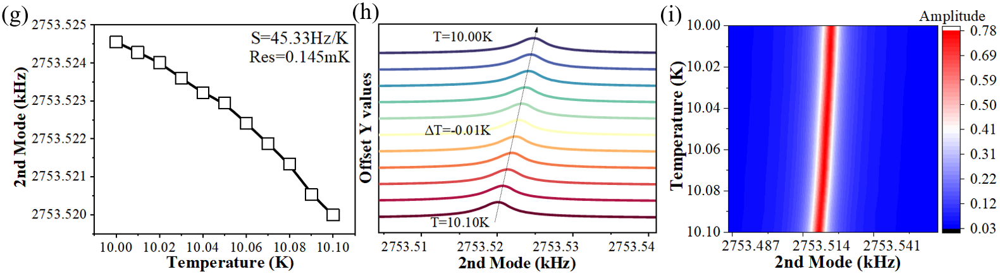 (g)
2753.525
2753.524
2753.523
2753.522
2753.521
2753.520
2nd Mode (kHz)
S=45.33Hz/K
Res=0.145mK
10.00 10.02 10.04 10.06 10.08 10.10
Temperature (K)
(h)
Offset Y values
T=10.00K
ΔT=-0.01K
T=10.10K
2753.51 2753.52 2753.53 2753.54
2nd Mode (kHz)
(i)
Amplitude
10.00
10.02
10.04
10.06
10.08
10.10
Temperature (K)
2753.487 2753.514 2753.541
2nd Mode (kHz)
0.78
0.69
0.59
0.50
0.41
0.31
0.22
0.12
0.03